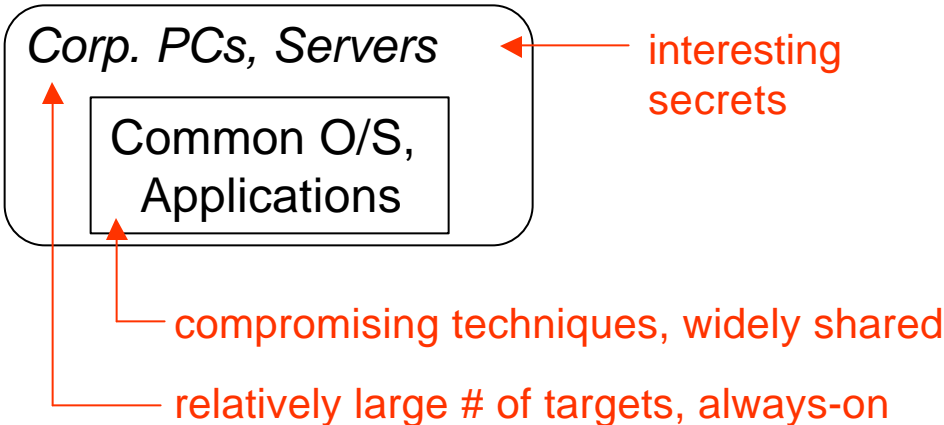 Corp. PCs, Servers
interesting
secrets
Common O/S,
Applications
compromising techniques, widely shared
relatively large # of targets, always-on